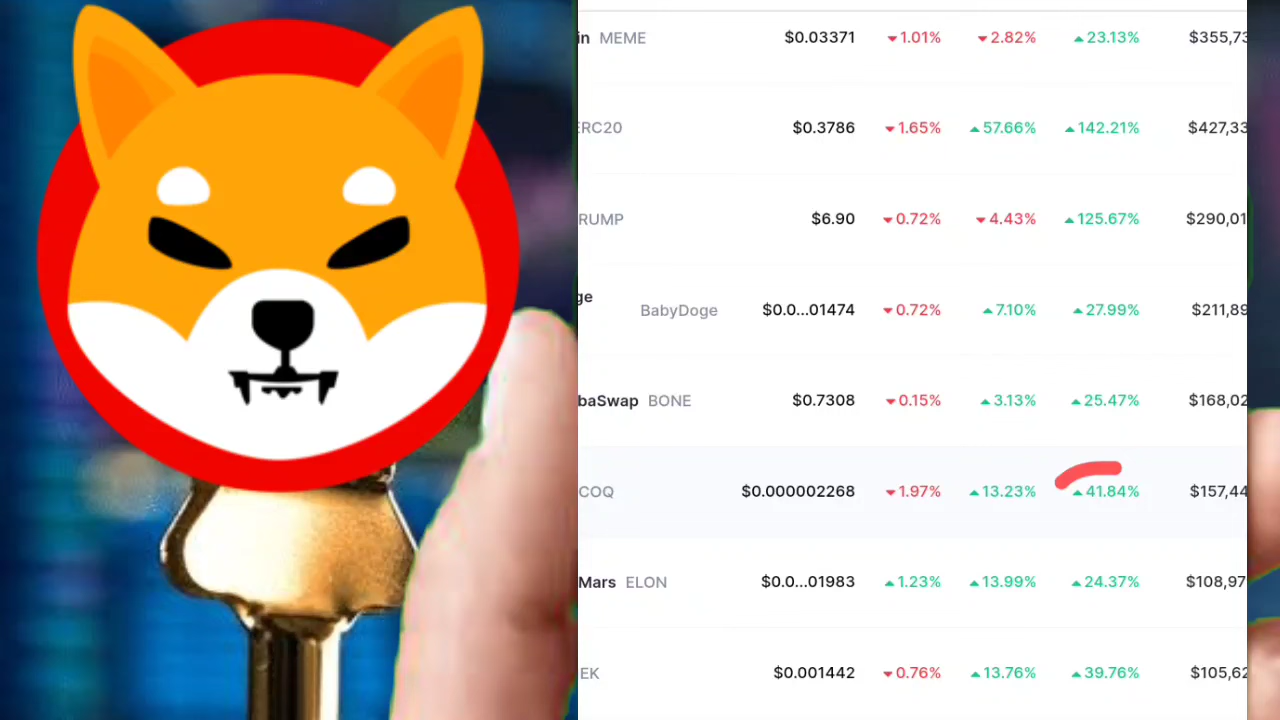 in MEME $0.03371 1.01% 2.82% 23.13% $355,73
ERC20 $0.3786 1.65% 57.66% 142.21% $427,33
RUMP $6.90 0.72% 4.43% 125.67% $290,01
ge
BabyDoge $0.0...01474 0.72% 7.10% 27.99% $211,89
baSwap BONE $0.7308 0.15% 3.13% 25.47% $168,02
COQ $0.000002268 1.97% 13.23% 41.84% $157,44
Mars ELON $0.0...01983 1.23% 13.99% 24.37% $108,97
EK $0.001442 0.76% 13.76% 39.76% $105,62